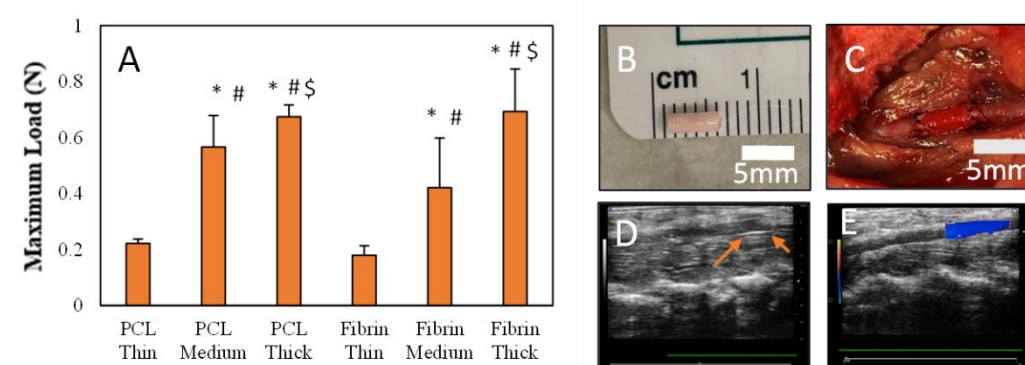 A
Maximum Load (N)
1
0.8
0.6
0.4
0.2
0
* #
* # $
* #
* # $
PCL Thin
PCL Medium
PCL Thick
Fibrin Thin
Fibrin Medium
Fibrin Thick
B
cm 1
5mm
C
5mm
D
E